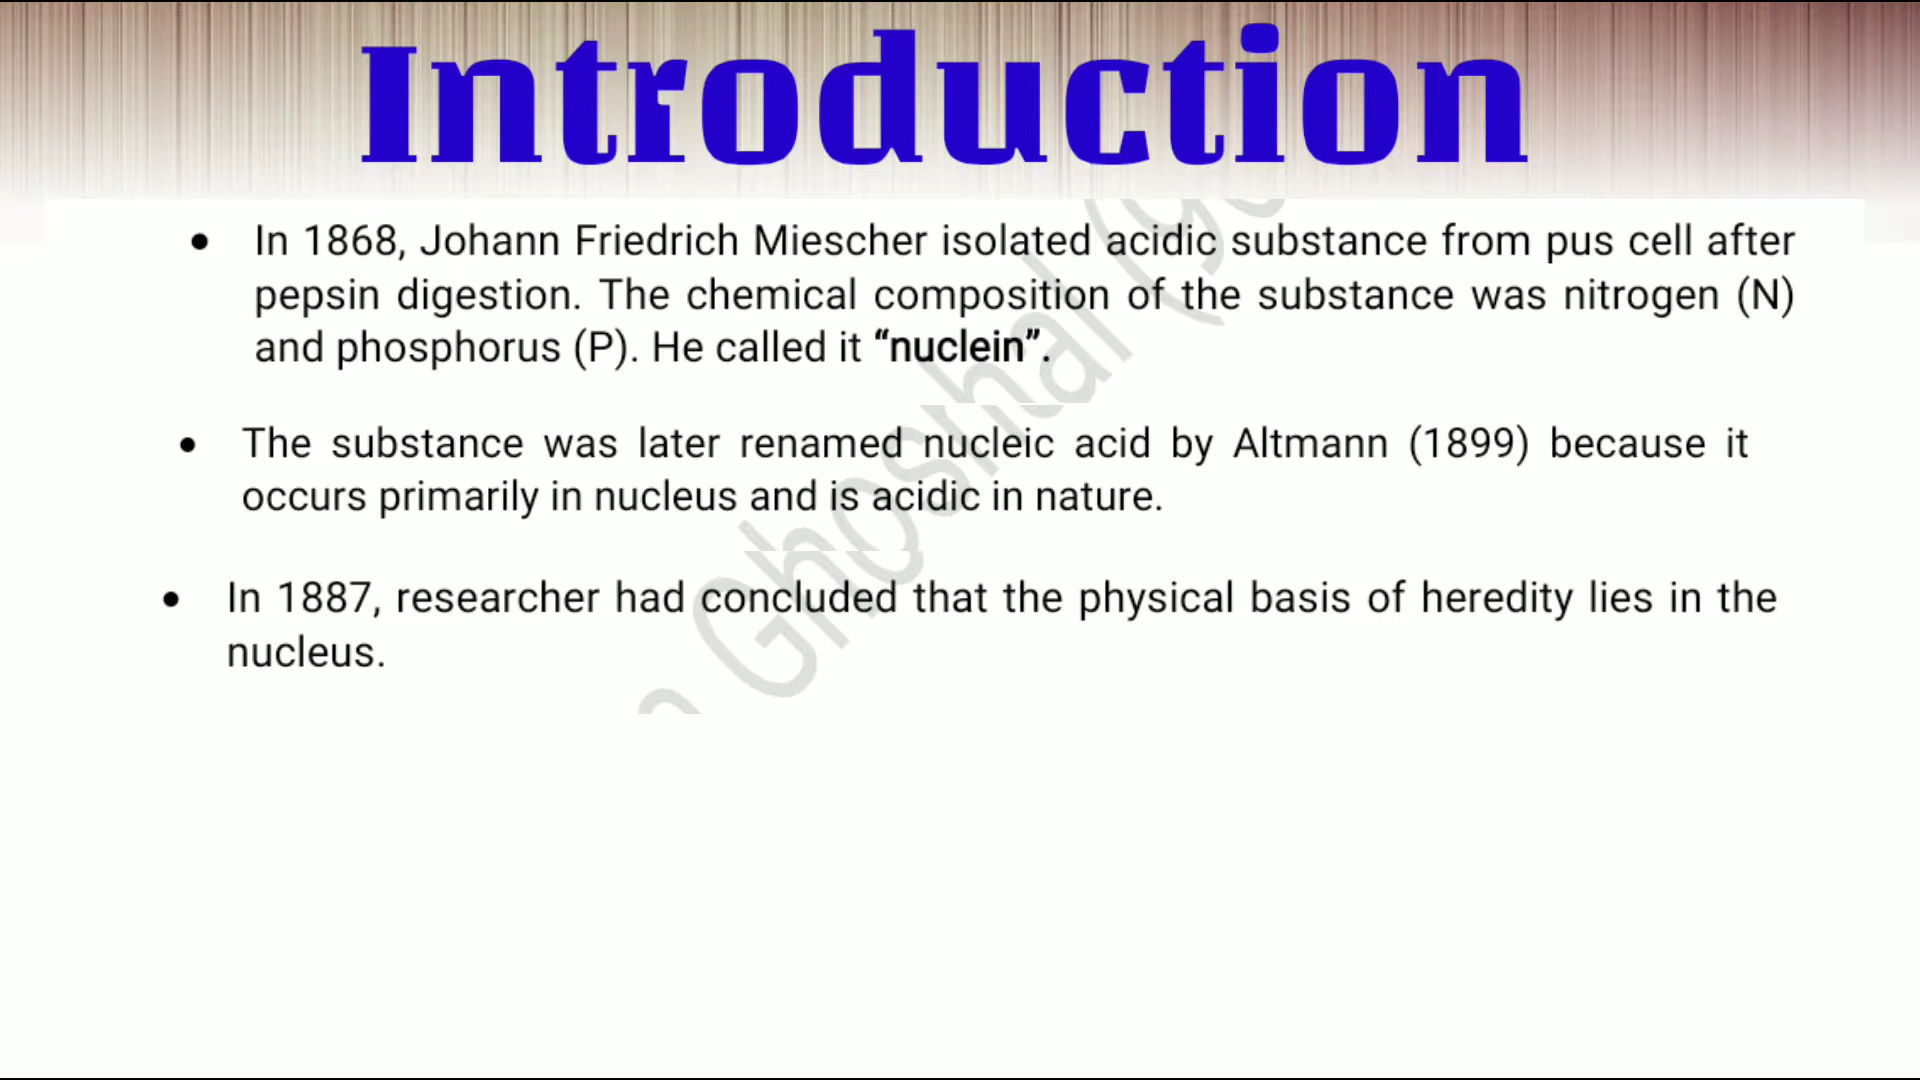 Introduction
• In 1868, Johann Friedrich Miescher isolated acidic substance from pus cell after
pepsin digestion. The chemical composition of the substance was nitrogen (N)
and phosphorus (P). He called it “nuclein”.
• The substance was later renamed nucleic acid by Altmann (1899) because it
occurs primarily in nucleus and is acidic in nature.
• In 1887, researcher had concluded that the physical basis of heredity lies in the
nucleus.
Ghoshal